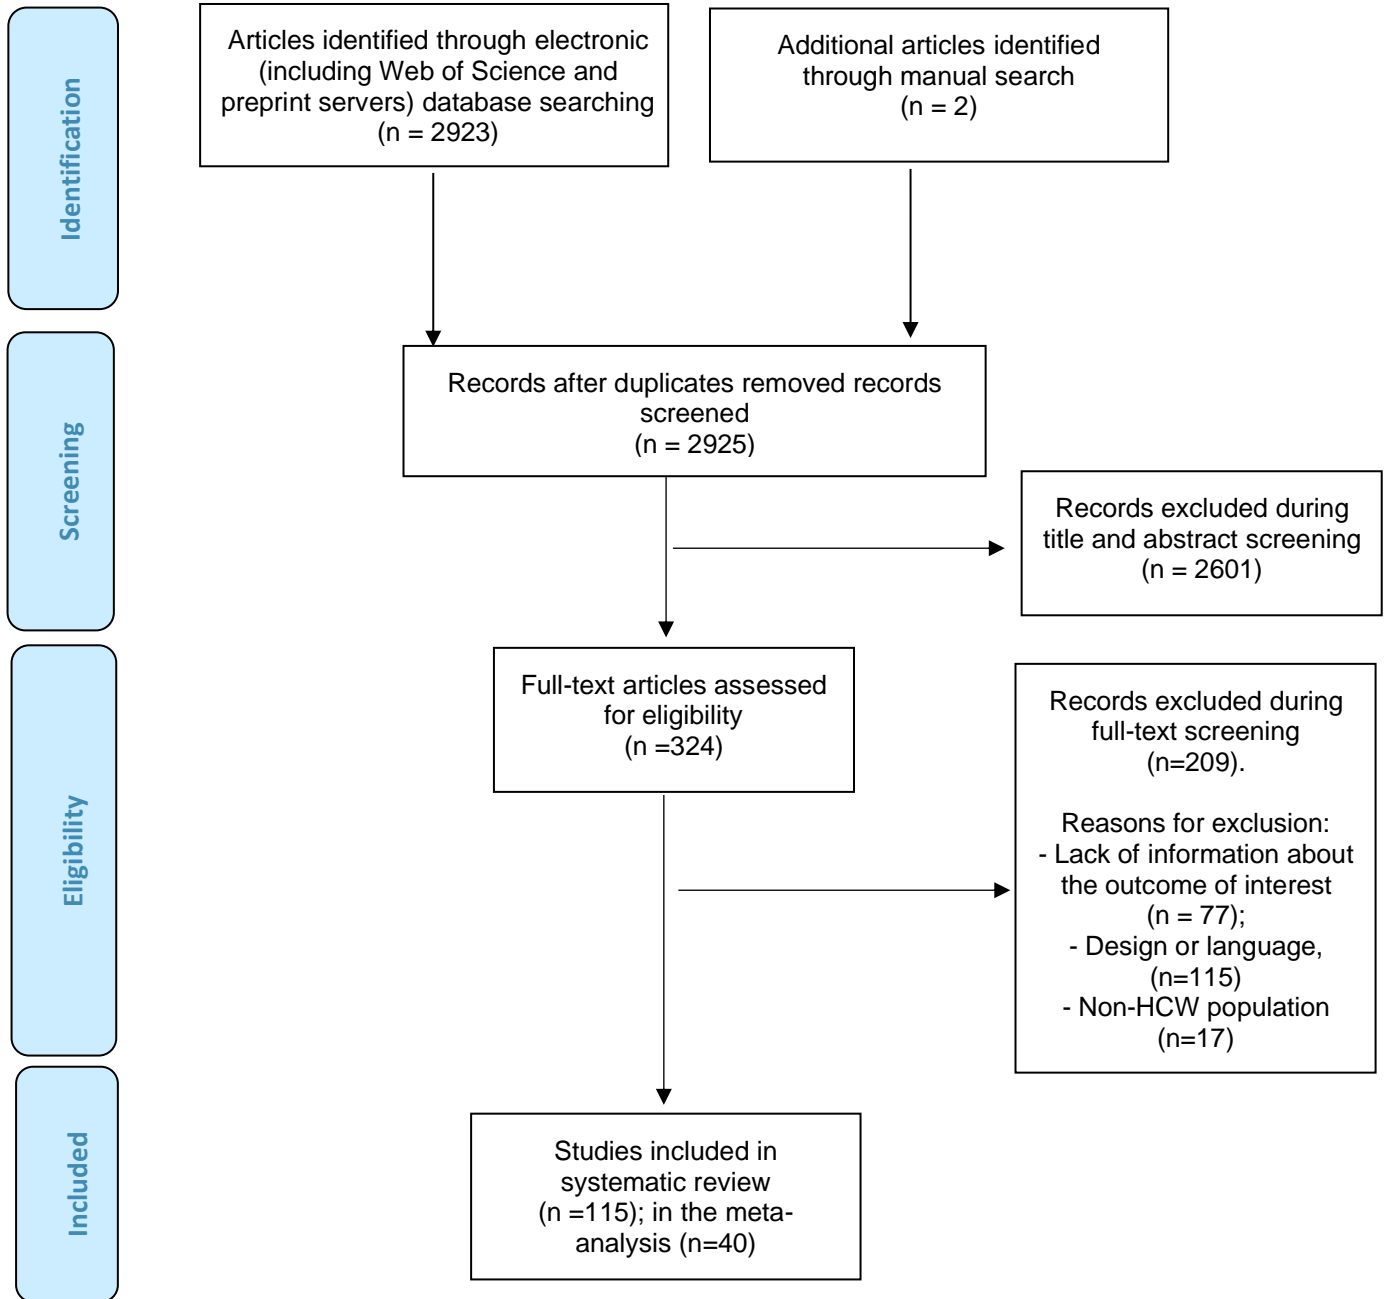 Identification
Articles identified through electronic
(including Web of Science and
preprint servers) database searching
(n = 2923)
Additional articles identified
through manual search
(n = 2)
Screening
Records after duplicates removed records
screened
(n = 2925)
Records excluded during
title and abstract screening
(n = 2601)
Eligibility
Full-text articles assessed
for eligibility
(n =324)
Records excluded during
full-text screening
(n=209).
Reasons for exclusion:
- Lack of information about
the outcome of interest
(n = 77);
- Design or language,
(n=115)
- Non-HCW population
(n=17)
Included
Studies included in
systematic review
(n =115); in the meta-
analysis (n=40)